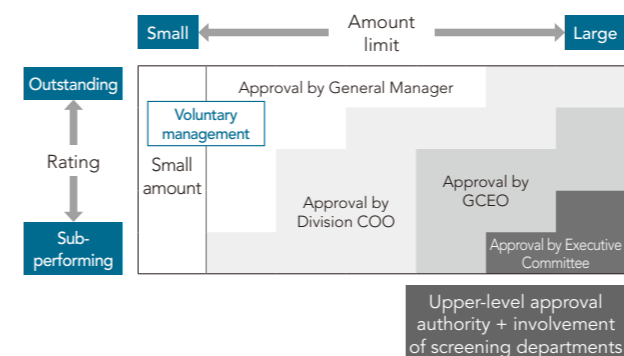 Small
Amount
limit
Large
Outstanding
Rating
Sub-
performing
Approval by General Manager
Voluntary
management
Small
amount
Approval by
Division COO
Approval by
GCEO
Approval by Executive
Committee
Upper-level approval
authority + involvement
of screening departments